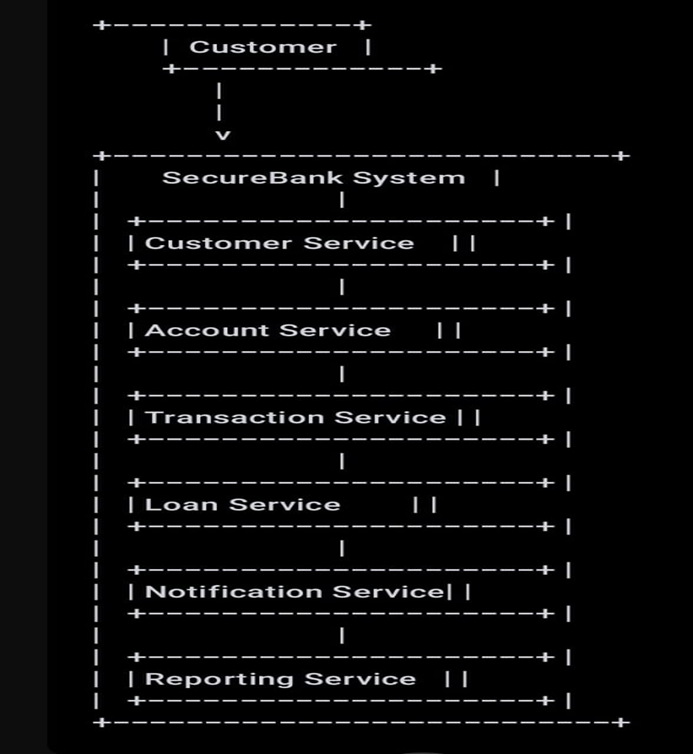 +--------------+
| Customer |
+--------------+
|
|
v
+----------------------------+
| SecureBank System |
| |
| +----------------------+ |
| | Customer Service ||
| +----------------------+ |
| |
| +----------------------+ |
| | Account Service ||
| +----------------------+ |
| |
| +----------------------+ |
| | Transaction Service ||
| +----------------------+ |
| |
| +----------------------+ |
| | Loan Service ||
| +----------------------+ |
| |
| +----------------------+ |
| | Notification Service||
| +----------------------+ |
| |
| +----------------------+ |
| | Reporting Service ||
| +----------------------+ |
+----------------------------+